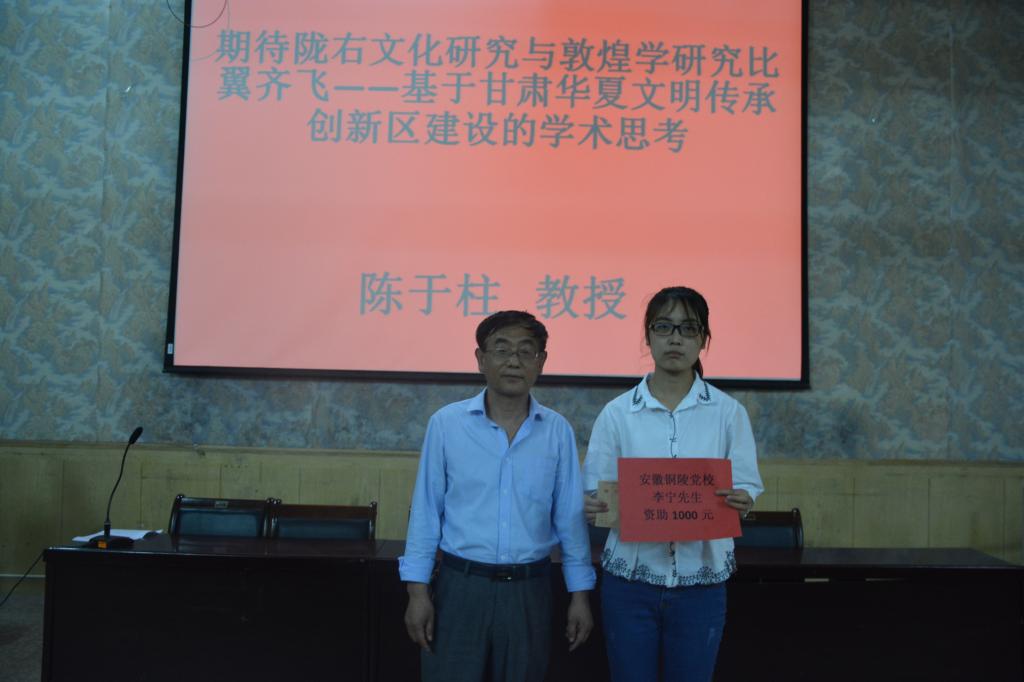 期待陇右文化研究与敦煌学研究比
翼齐飞——基于甘肃华夏文明传承
创新区建设的学术思考
陈于柱 教授
安徽铜陵党校
李宁先生
资助 1000 元